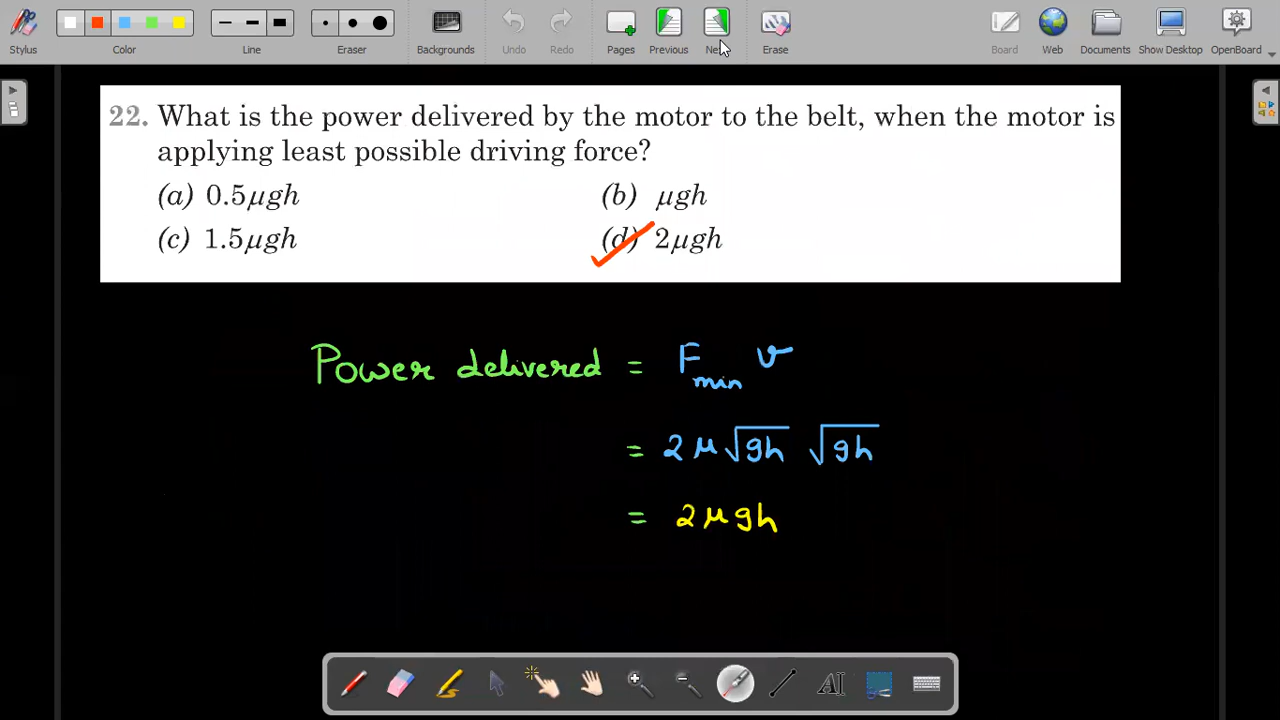 Stylus Color Line Eraser Backgrounds Undo Redo Pages Previous Erase Board Web Documents Show Desktop OpenBoard
22. What is the power delivered by the motor to the belt, when the motor is
applying least possible driving force?
(a) 0.5μgh (b) μgh
(c) 1.5μgh (d) 2μgh
Power delivered = F_min v
= 2μ√gh √gh
= 2μgh
AI